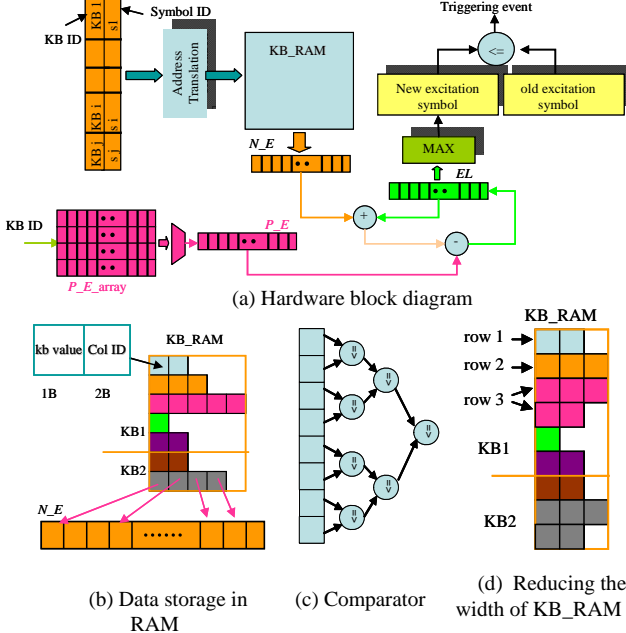 Triggering event
KB 1
s1
Symbol ID
KB ID
Address
Translation
KB_RAM
<=
New excitation
symbol
old excitation
symbol
KB i
s i
KB j
s j
MAX
N_E
EL
+
KB ID
P_E
-
P_E_array
(a) Hardware block diagram
KB_RAM
kb value
Col ID
1B
2B
KB1
KB2
N_E
(b) Data storage in
RAM
>=
>=
>=
>=
>=
>=
>=
(c) Comparator
KB_RAM
row 1
row 2
row 3
KB1
KB2
(d) Reducing the
width of KB_RAM